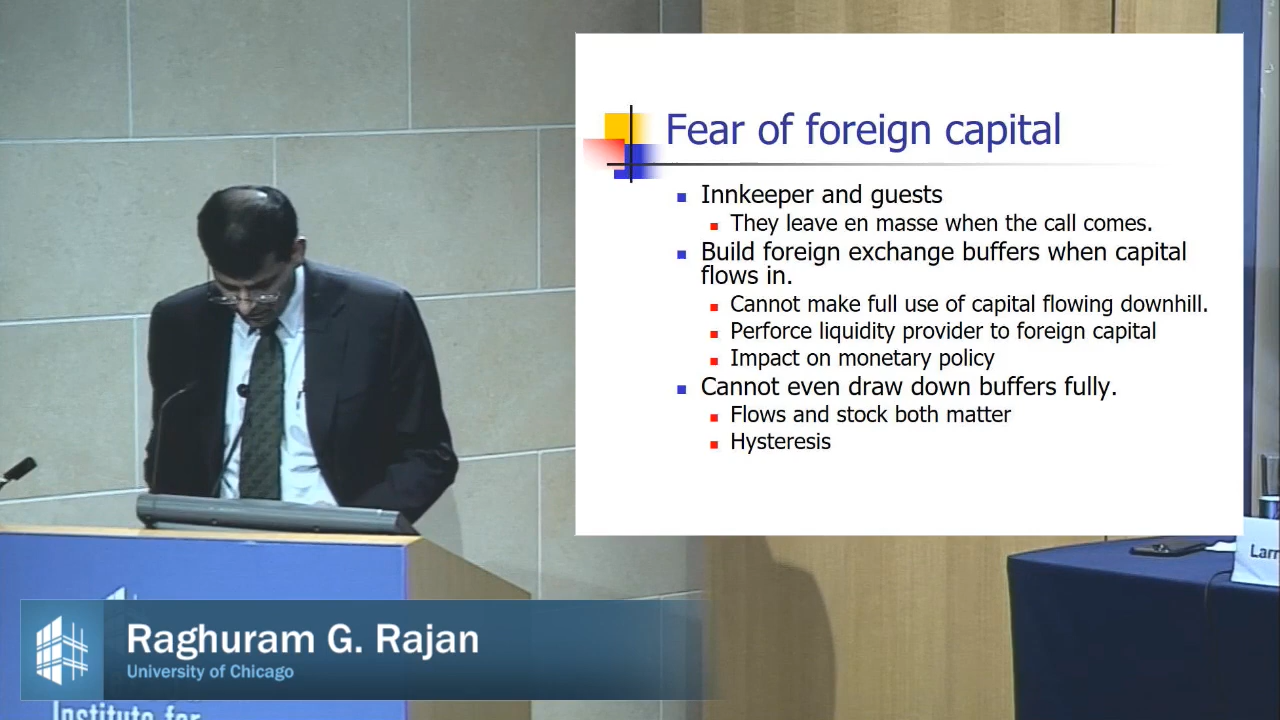 Fear of foreign capital
Innkeeper and guests
They leave en masse when the call comes.
Build foreign exchange buffers when capital
flows in.
Cannot make full use of capital flowing downhill.
Perforce liquidity provider to foreign capital
Impact on monetary policy
Cannot even draw down buffers fully.
Flows and stock both matter
Hysteresis
Larr
Raghuram G. Rajan
University of Chicago
Institute for